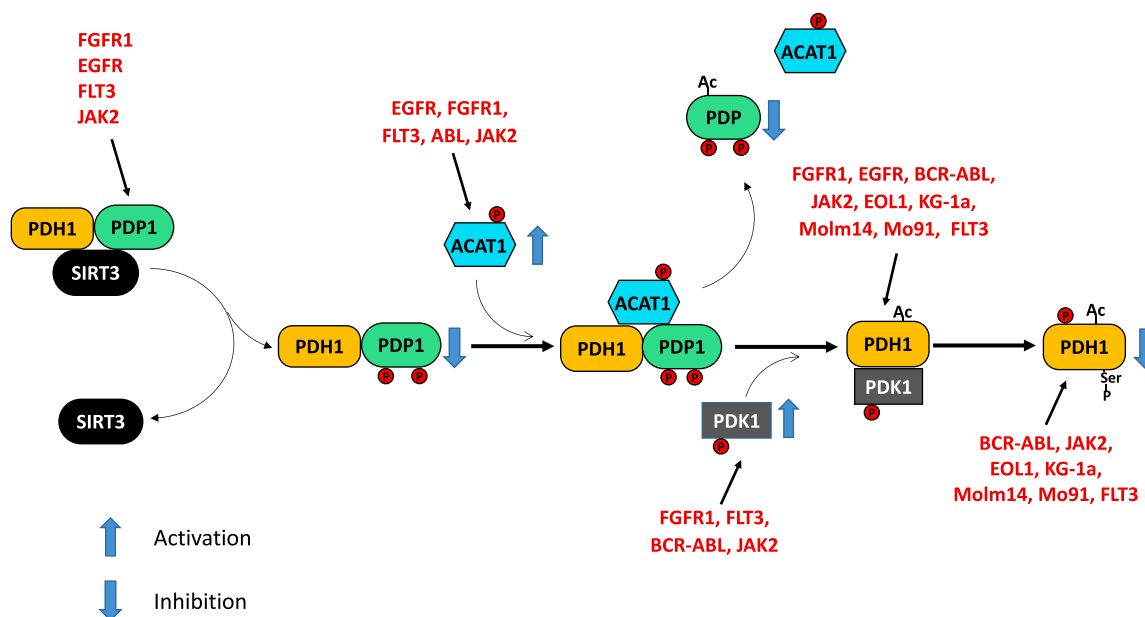 FGFR1
EGFR
FLT3
JAK2
PDH1
PDP1
SIRT3
SIRT3
EGFR, FGFR1,
FLT3, ABL, JAK2
P
ACAT1
PDH1
PDP1
P
P
P
ACAT1
Ac
PDP
P
P
P
ACAT1
PDH1
PDP1
P
P
PDK1
P
FGFR1, FLT3,
BCR-ABL, JAK2
FGFR1, EGFR, BCR-ABL,
JAK2, EOL1, KG-1a,
Molm14, Mo91, FLT3
Ac
PDH1
PDK1
P
P
Ac
PDH1
Ser
P
BCR-ABL, JAK2,
EOL1, KG-1a,
Molm14, Mo91, FLT3
Activation
Inhibition